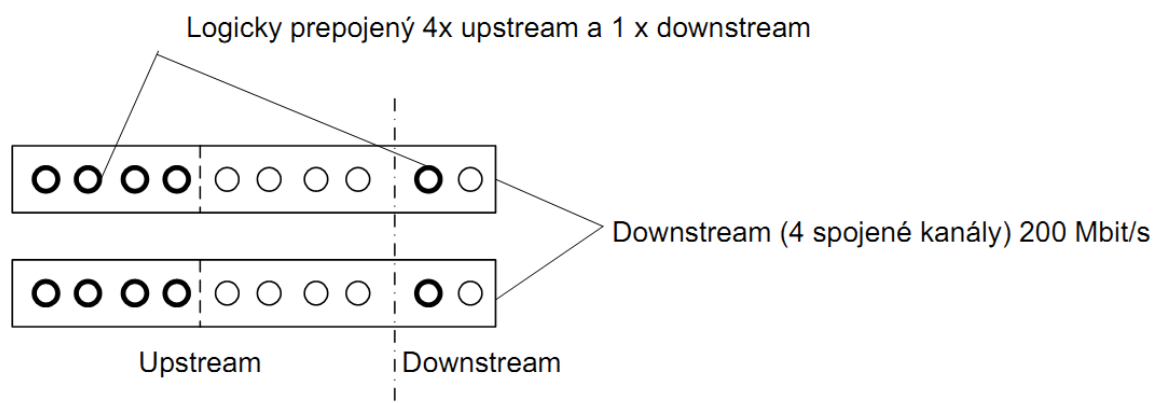 Logicky prepojený 4x upstream a 1 x downstream
Downstream (4 spojené kanály) 200 Mbit/s
Upstream
Downstream